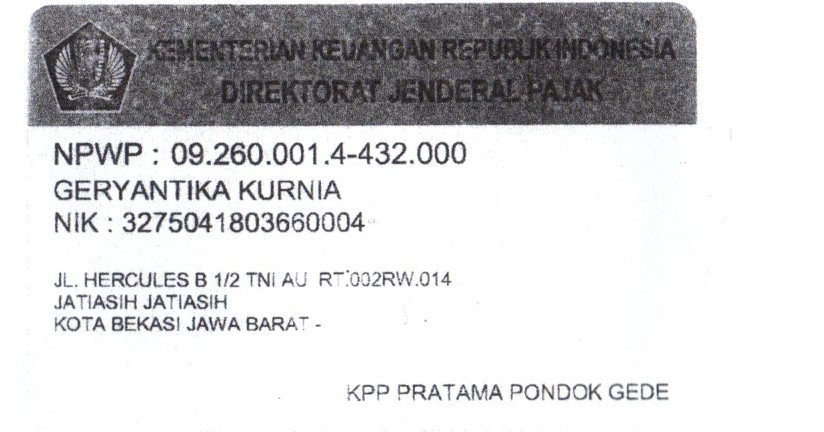 KEMENTERIAN KEUANGAN REPUBLIK INDONESIA
DIREKTORAT JENDERAL PAJAK
NPWP : 09.260.001.4-432.000
GERYANTIKA KURNIA
NIK : 3275041803660004
JL. HERCULES B 1/2 TNI AU RT.002RW.014
JATIASIH JATIASIH
KOTA BEKASI JAWA BARAT -
KPP PRATAMA PONDOK GEDE